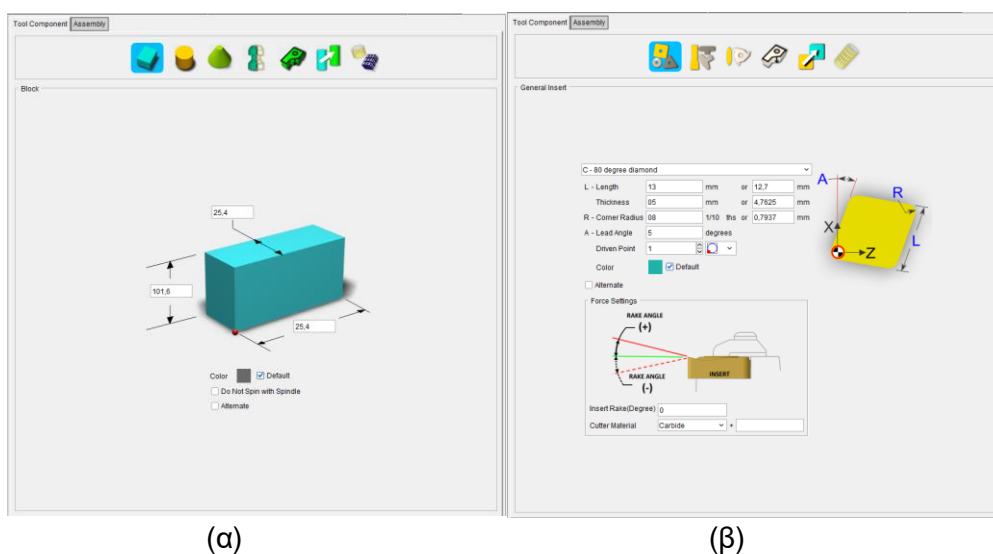 Tool Component Assembly
Block
25,4
101,6
25,4
Color Default
Do Not Spin with Spindle
Alternate
(α)
Tool Component Assembly
General Insert
C - 80 degree diamond
L - Length 13 mm or 12,7 mm
Thickness 05 mm or 4,7625 mm
R - Corner Radius 08 1/10 ths or 0,7937 mm
A - Lead Angle 5 degrees
Driven Point 1
Color Default
Alternate
A
R
X
L
Z
Force Settings
RAKE ANGLE
(+)
RAKE ANGLE
(-)
INSERT
Insert Rake(Degree) 0
Cutter Material Carbide +
(β)